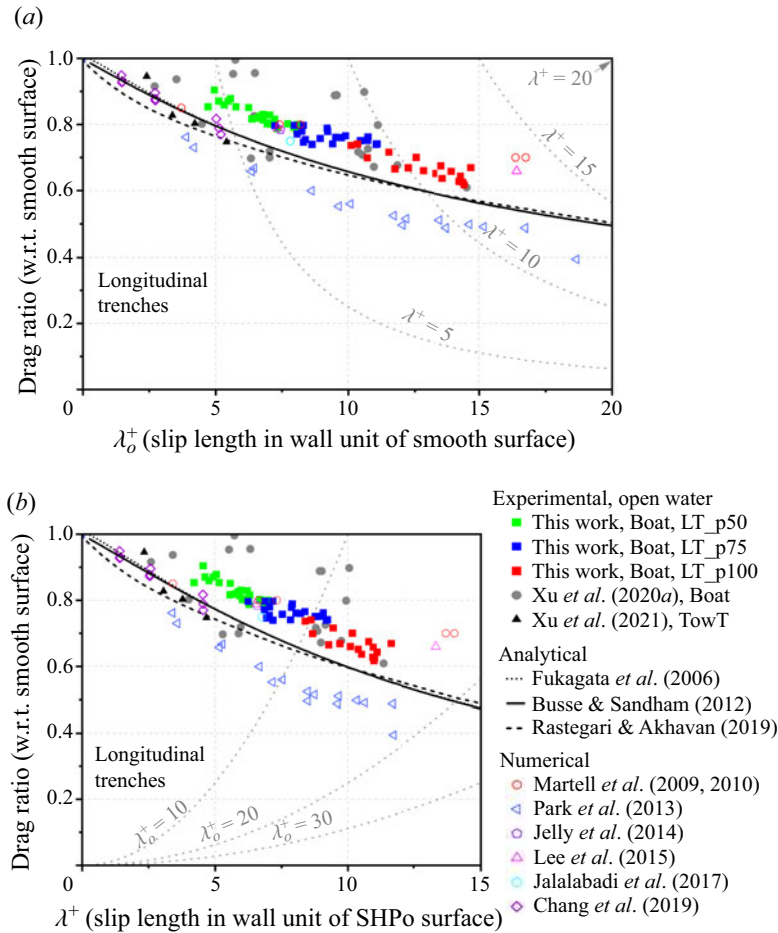 (a)
1.0
0.8
0.6
0.4
0.2
0
5
10
15
20
Drag ratio (w.r.t. smooth surface)
λ⁺ = 20
λ⁺ = 15
λ⁺ = 10
λ⁺ = 5
Longitudinal
trenches
λₒ⁺ (slip length in wall unit of smooth surface)
(b)
1.0
0.8
0.6
0.4
0.2
0
5
10
15
Drag ratio (w.r.t. smooth surface)
Longitudinal
trenches
λₒ⁺ = 10
λₒ⁺ = 20
λₒ⁺ = 30
λ⁺ (slip length in wall unit of SHPo surface)
Experimental, open water
This work, Boat, LT_p50
This work, Boat, LT_p75
This work, Boat, LT_p100
Xu et al. (2020a), Boat
Xu et al. (2021), TowT
Analytical
Fukagata et al. (2006)
Busse & Sandham (2012)
Rastegari & Akhavan (2019)
Numerical
Martell et al. (2009, 2010)
Park et al. (2013)
Jelly et al. (2014)
Lee et al. (2015)
Jalalabadi et al. (2017)
Chang et al. (2019)